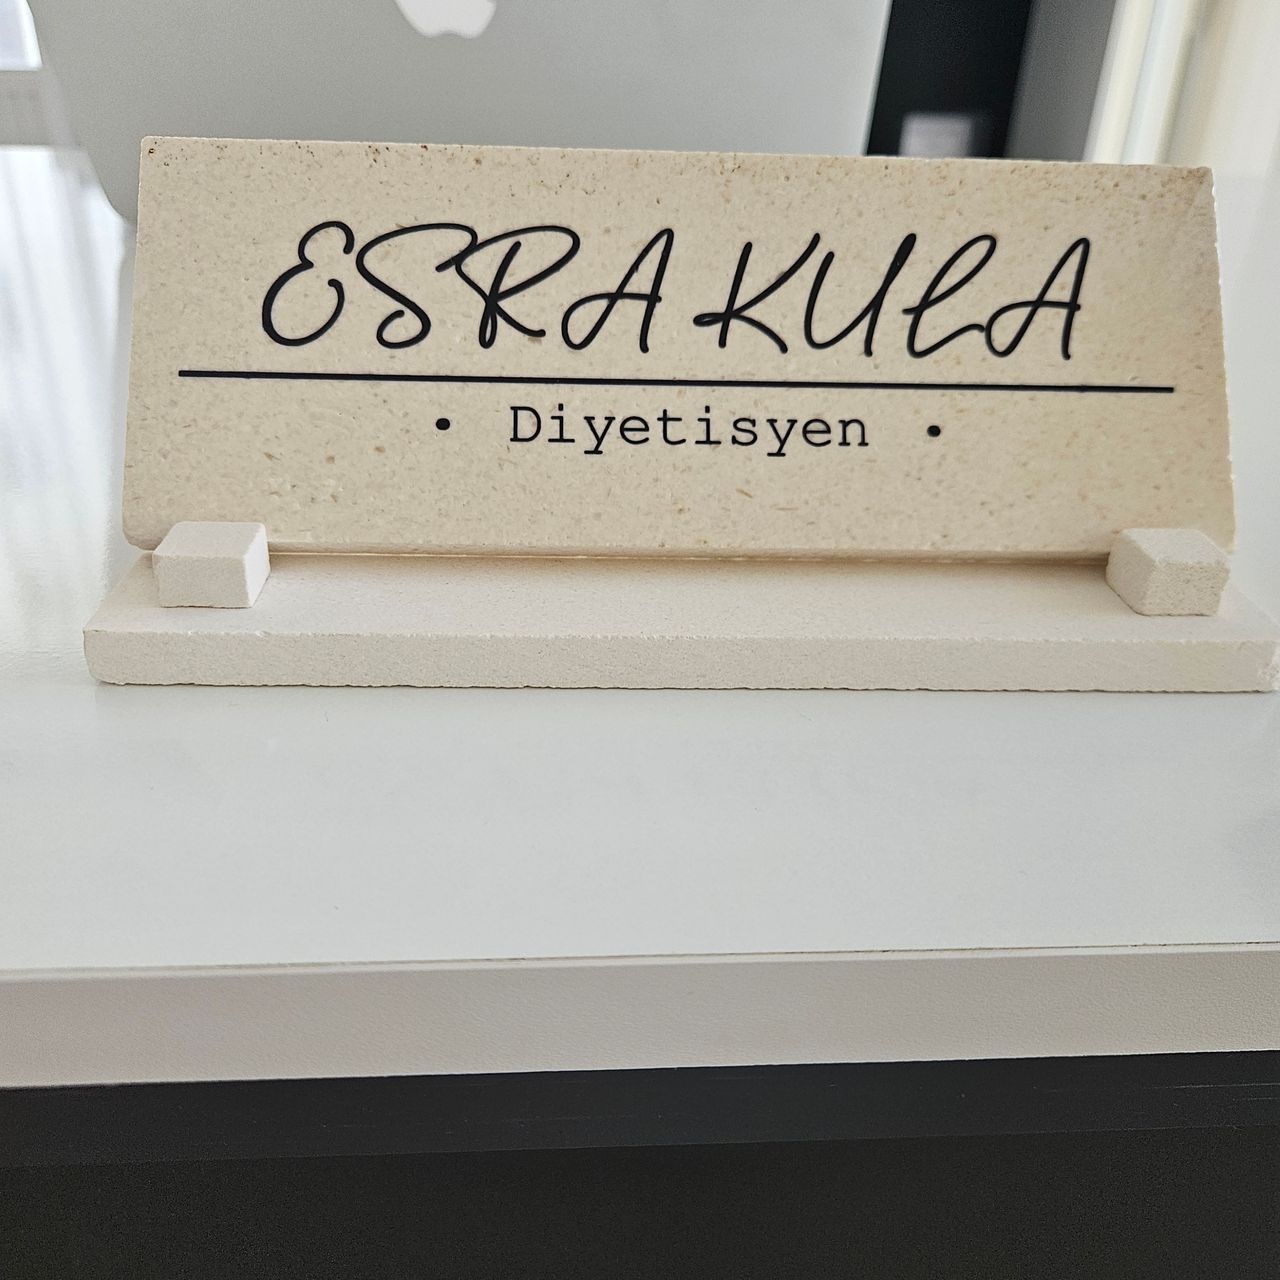 ESRA KULA
• Diyetisyen •